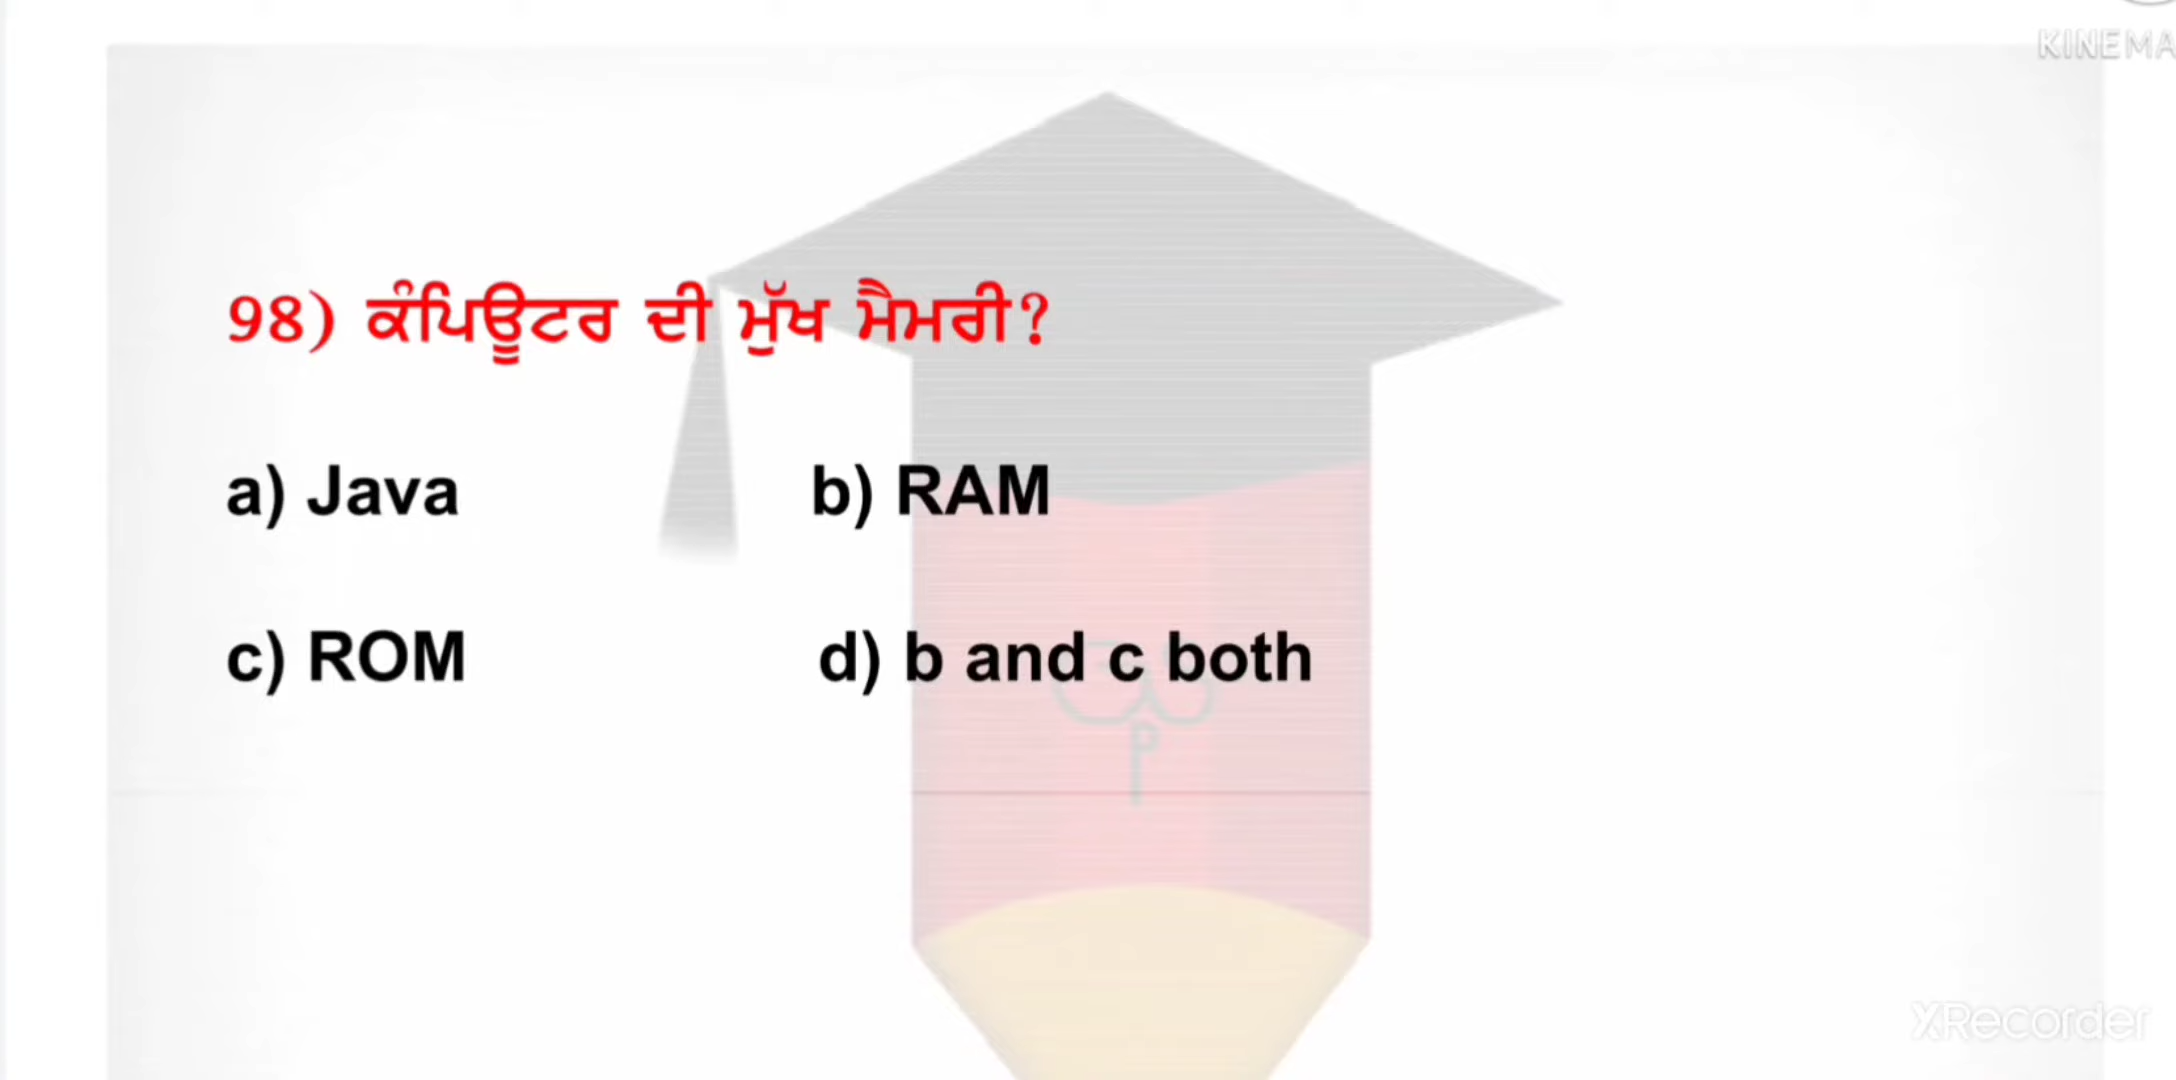 KINEMA
98) ਕੰਪਿਊਟਰ ਦੀ ਮੁੱਖ ਮੈਮਰੀ?
a) Java b) RAM
c) ROM d) b and c both
P
XRecorder